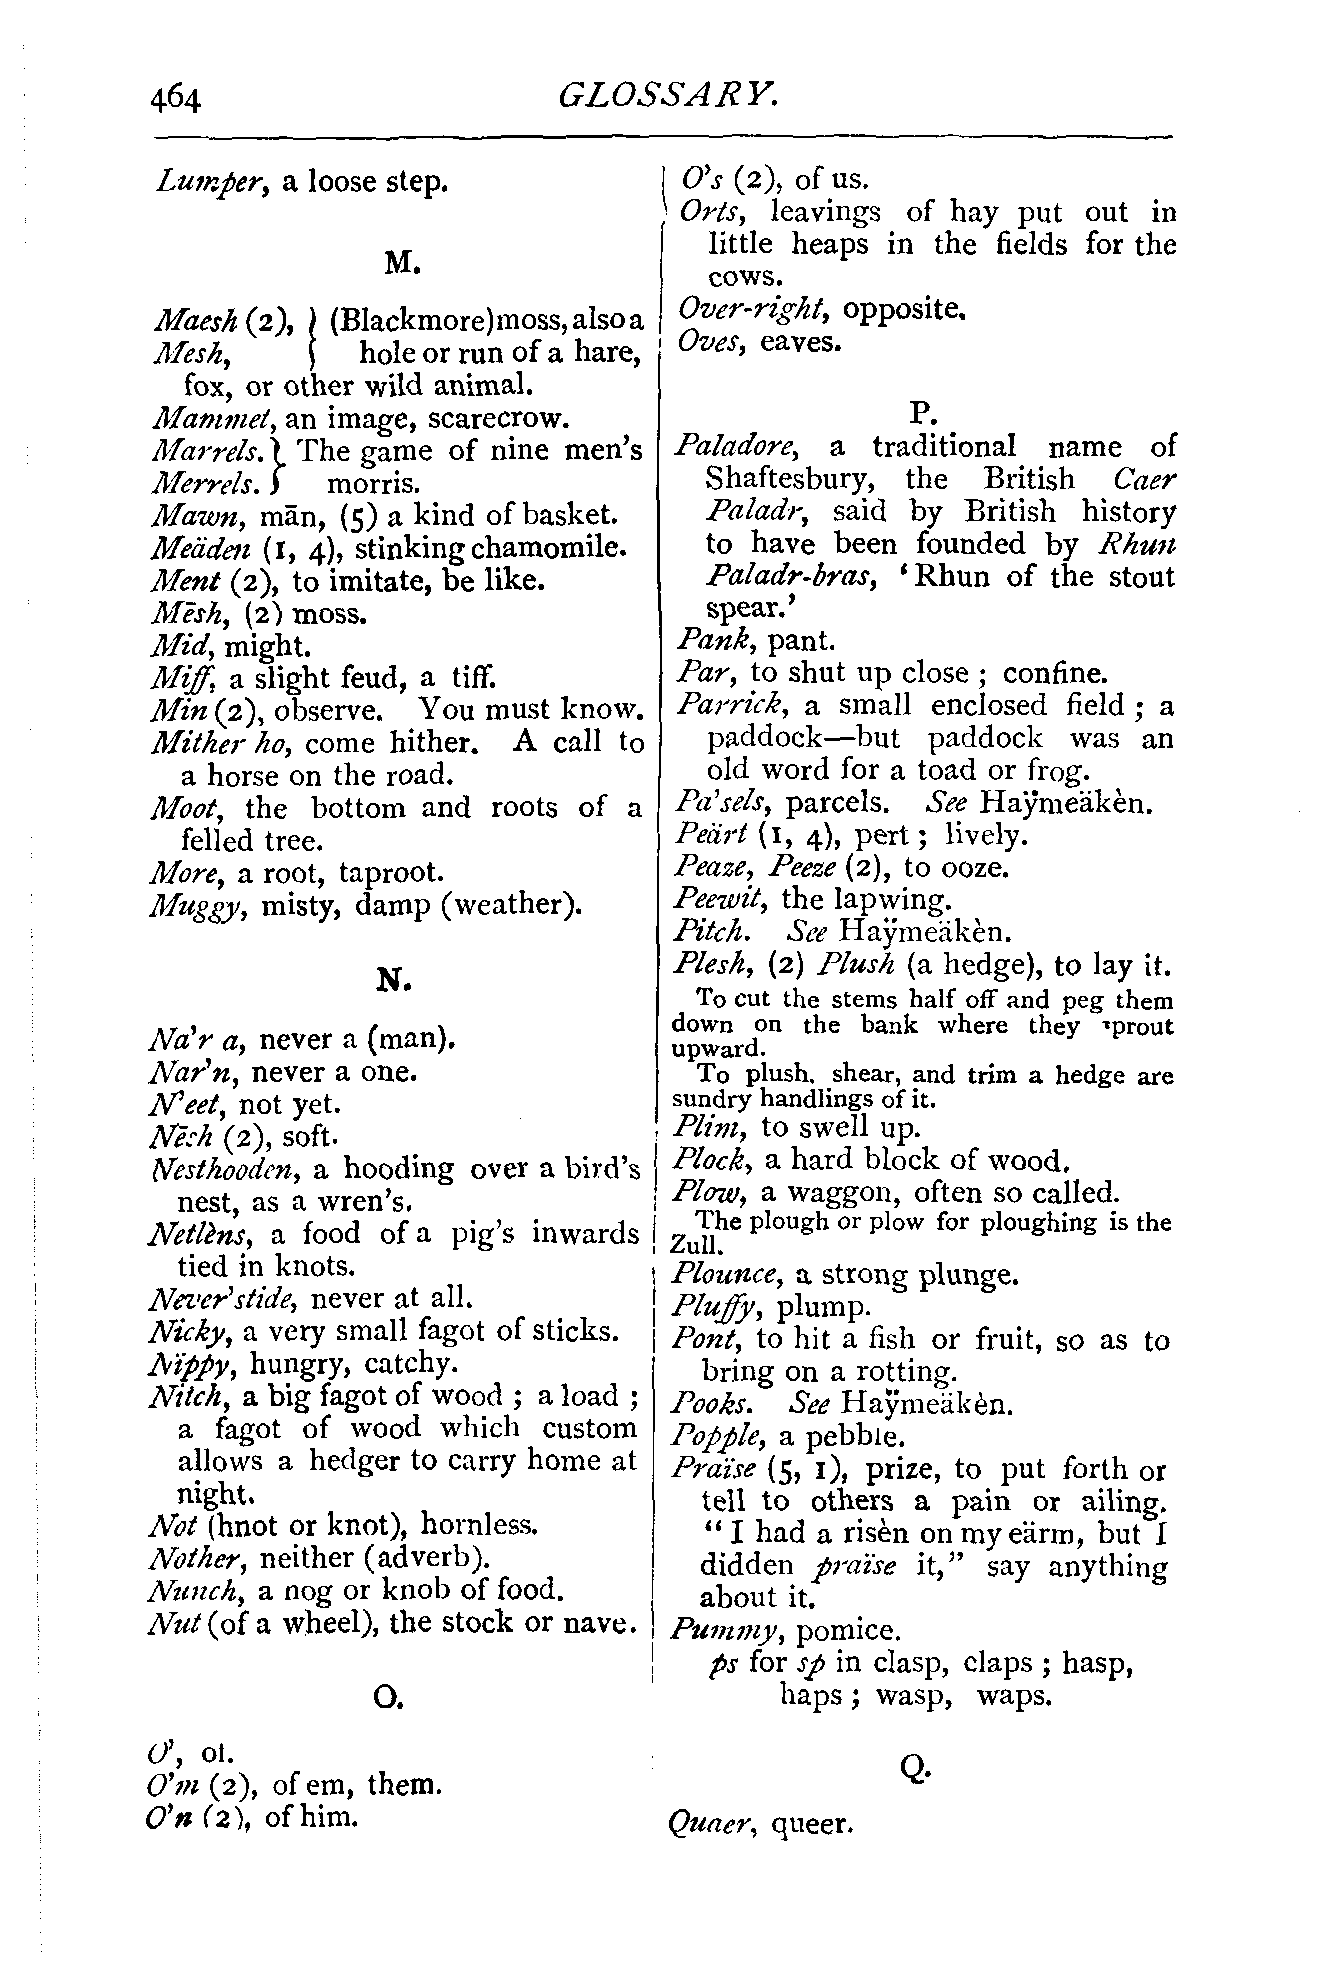 464
GLOSSARY.
Lumper, a loose step.
M.
Maesh (2), } (Blackmore) moss, also a
Mesh, hole or run of a hare,
fox, or other wild animal.
Mammet, an image, scarecrow.
Marrels. } The game of nine men's
Merrels. morris.
Mawn, mān, (5) a kind of basket.
Meäden (1, 4), stinking chamomile.
Ment (2), to imitate, be like.
Mēsh, (2) moss.
Mid, might.
Miff, a slight feud, a tiff.
Min (2), observe. You must know.
Mither ho, come hither. A call to
a horse on the road.
Moot, the bottom and roots of a
felled tree.
More, a root, taproot.
Muggy, misty, damp (weather).
N.
Na'r a, never a (man).
Nar'n, never a one.
N'eet, not yet.
Nēsh (2), soft.
Nesthooden, a hooding over a bird's
nest, as a wren's.
Netlèns, a food of a pig's inwards
tied in knots.
Never'stide, never at all.
Nicky, a very small fagot of sticks.
Nippy, hungry, catchy.
Nitch, a big fagot of wood ; a load ;
a fagot of wood which custom
allows a hedger to carry home at
night.
Not (hnot or knot), hornless.
Nother, neither (adverb).
Nunch, a nog or knob of food.
Nut (of a wheel), the stock or nave.
O.
O', of.
O'm (2), of em, them.
O'n (2), of him.
O's (2), of us.
Orts, leavings of hay put out in
little heaps in the fields for the
cows.
Over-right, opposite.
Oves, eaves.
P.
Paladore, a traditional name of
Shaftesbury, the British Caer
Paladr, said by British history
to have been founded by Rhun
Paladr-bras, 'Rhun of the stout
spear.'
Pank, pant.
Par, to shut up close ; confine.
Parrick, a small enclosed field ; a
paddock—but paddock was an
old word for a toad or frog.
Pa'sels, parcels. See Haÿmeäkèn.
Peärt (1, 4), pert ; lively.
Peaze, Peeze (2), to ooze.
Peewit, the lapwing.
Pitch. See Haÿmeäkèn.
Plesh, (2) Plush (a hedge), to lay it.
To cut the stems half off and peg them
down on the bank where they sprout
upward.
To plush, shear, and trim a hedge are
sundry handlings of it.
Plim, to swell up.
Plock, a hard block of wood.
Plow, a waggon, often so called.
The plough or plow for ploughing is the
Zull.
Plounce, a strong plunge.
Pluffy, plump.
Pont, to hit a fish or fruit, so as to
bring on a rotting.
Pooks. See Haÿmeäkèn.
Popple, a pebble.
Praïse (5, 1), prize, to put forth or
tell to others a pain or ailing.
"I had a risèn on my eärm, but I
didden praïse it," say anything
about it.
Pummy, pomice.
ps for sp in clasp, claps ; hasp,
haps ; wasp, waps.
Q.
Quaer, queer.